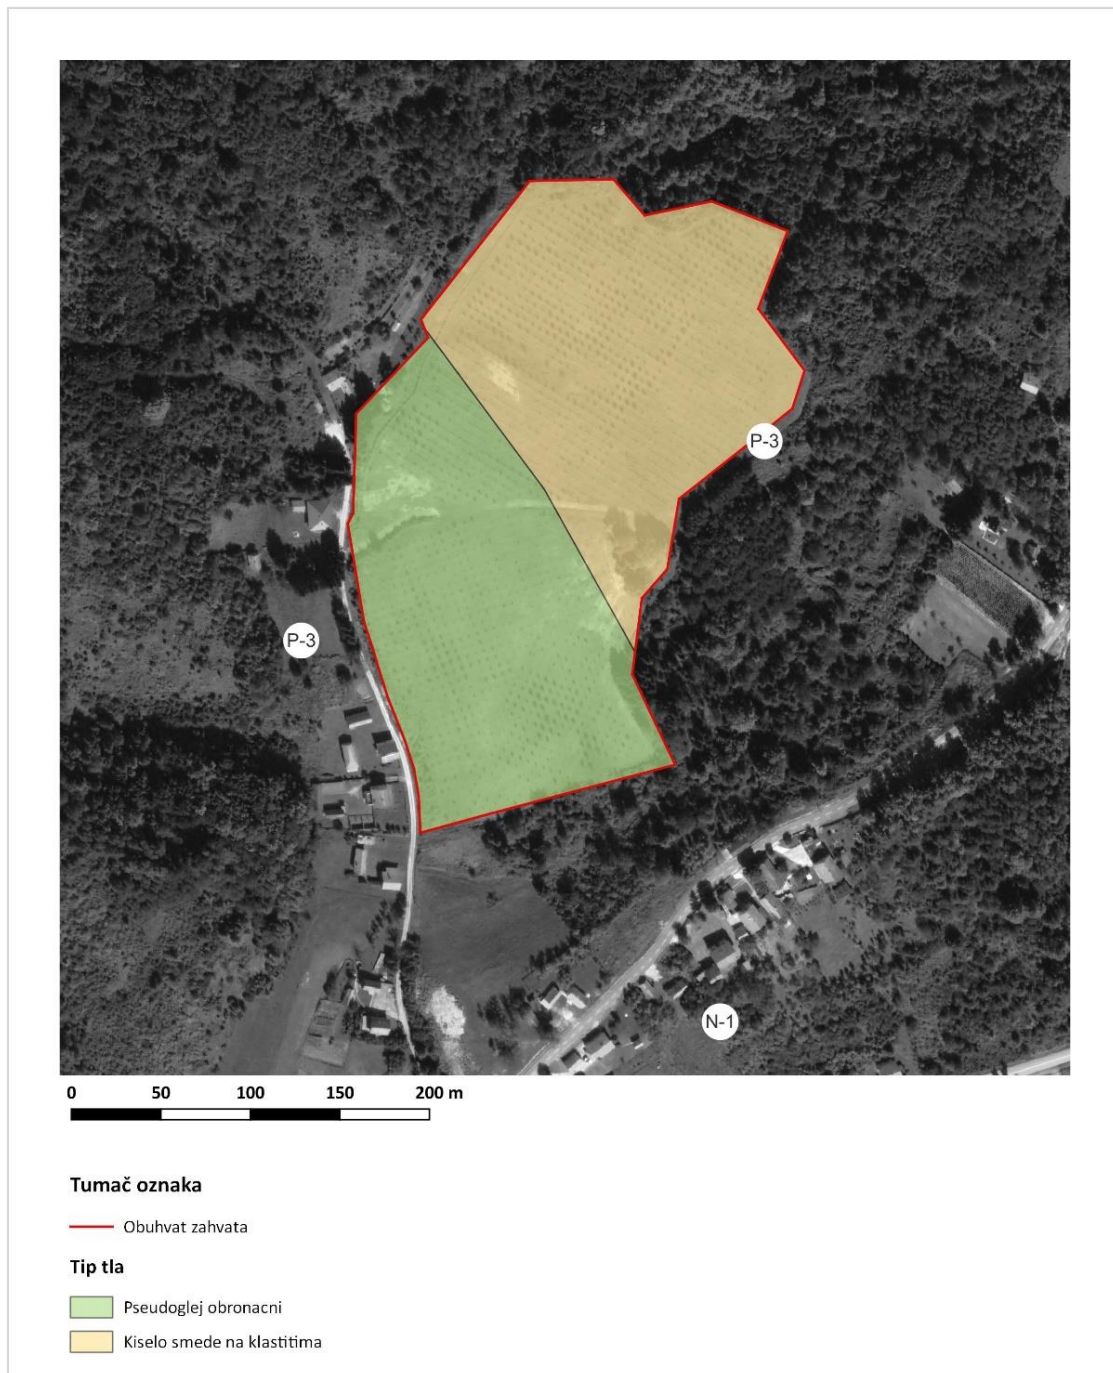 P-3
P-3
N-1
0 50 100 150 200 m
Tumač oznaka
Obuhvat zahvata
Tip tla
Pseudoglej obronacni
Kiselo smede na klastitima